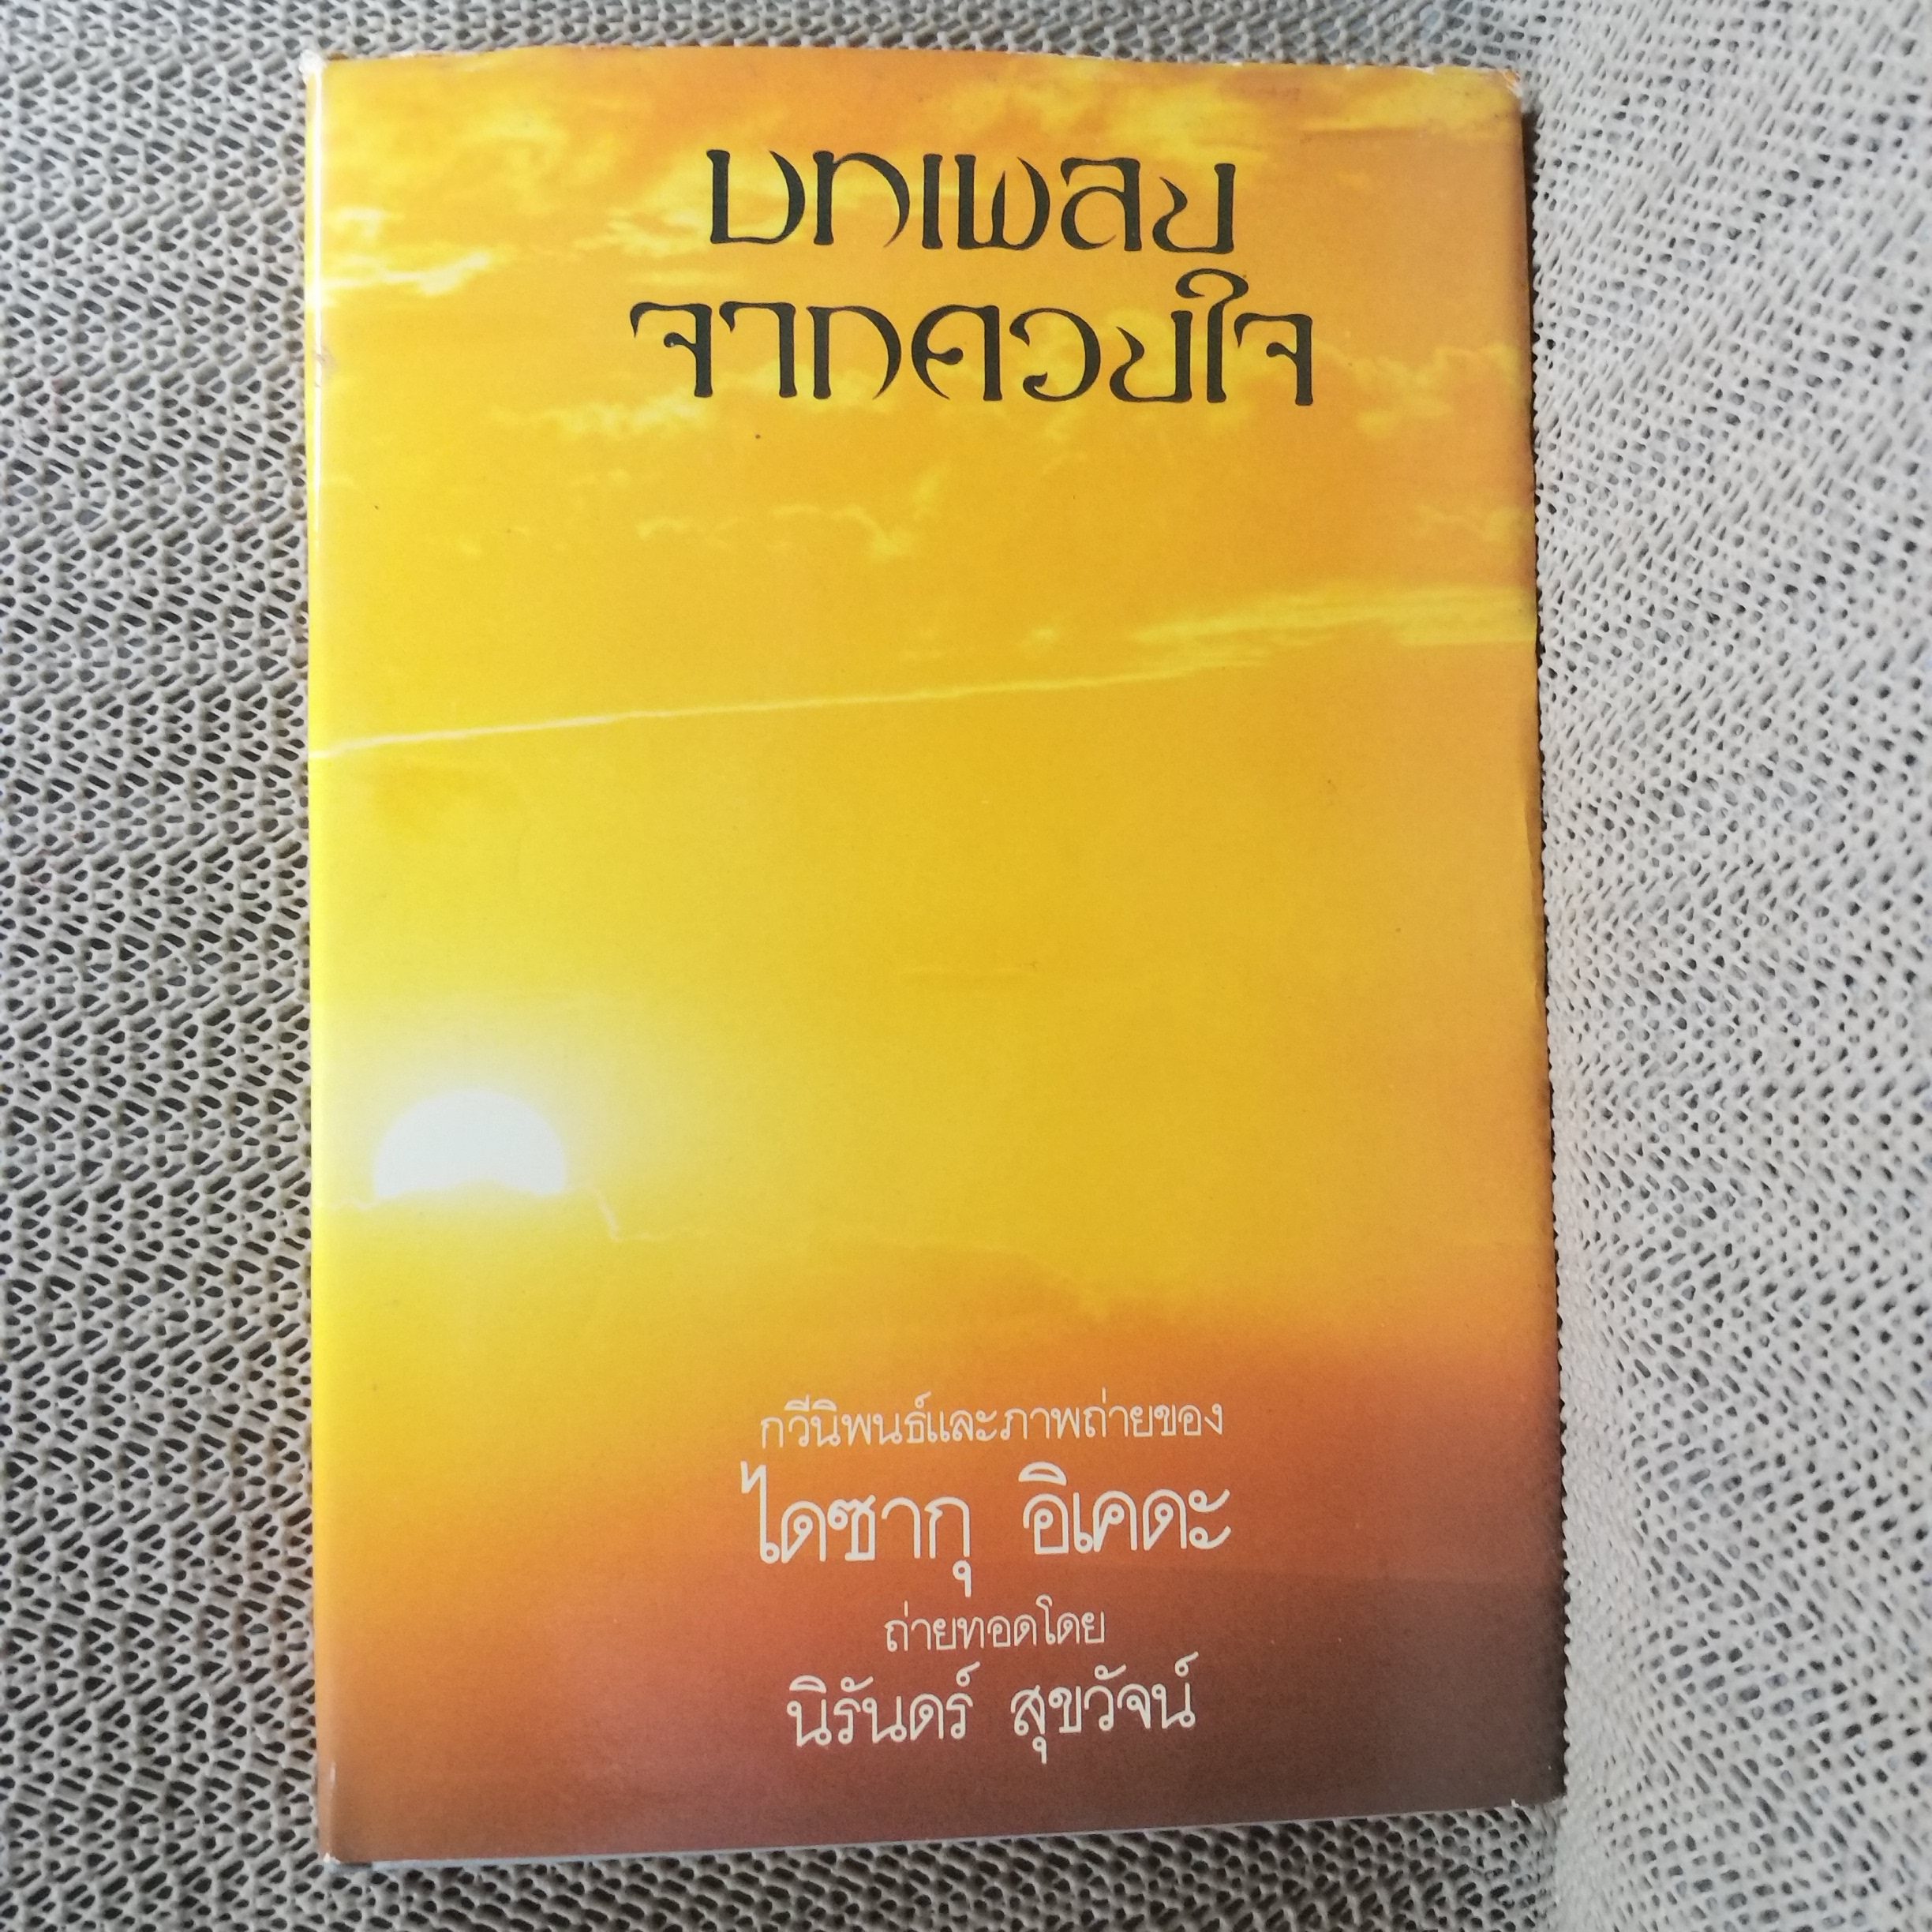 บทเพลง
จากดวงใจ
กวีนิพนธ์และภาพถ่ายของ
ไดซากุ อิเคดะ
ถ่ายทอดโดย
นิรันดร์ สุขวัจน์